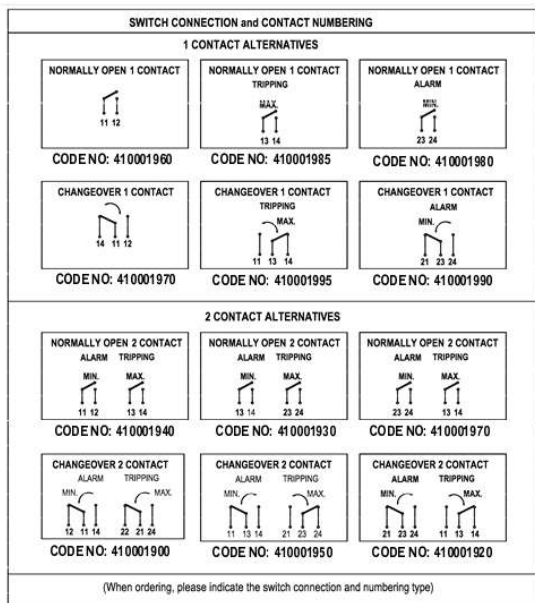 SWITCH CONNECTION and CONTACT NUMBERING
1 CONTACT ALTERNATIVES
NORMALLY OPEN 1 CONTACT
11 12
CODE NO: 410001960
NORMALLY OPEN 1 CONTACT
TRIPPING
MAX.
13 14
CODE NO: 410001985
NORMALLY OPEN 1 CONTACT
ALARM
MIN.
23 24
CODE NO: 410001980
CHANGEOVER 1 CONTACT
14 11 12
CODE NO: 410001970
CHANGEOVER 1 CONTACT
TRIPPING
MAX.
11 13 14
CODE NO: 410001995
CHANGEOVER 1 CONTACT
ALARM
MIN.
21 23 24
CODE NO: 410001990
2 CONTACT ALTERNATIVES
NORMALLY OPEN 2 CONTACT
ALARM TRIPPING
MIN. MAX.
11 12 13 14
CODE NO: 410001940
NORMALLY OPEN 2 CONTACT
ALARM TRIPPING
MIN. MAX.
13 14 23 24
CODE NO: 410001930
NORMALLY OPEN 2 CONTACT
ALARM TRIPPING
MIN. MAX.
23 24 13 14
CODE NO: 410001970
CHANGEOVER 2 CONTACT
ALARM TRIPPING
MIN. MAX.
12 11 14 22 21 24
CODE NO: 410001900
CHANGEOVER 2 CONTACT
ALARM TRIPPING
MIN. MAX.
11 13 14 21 23 24
CODE NO: 410001950
CHANGEOVER 2 CONTACT
ALARM TRIPPING
MIN. MAX.
21 23 24 11 13 14
CODE NO: 410001920
(When ordering, please indicate the switch connection and numbering type)